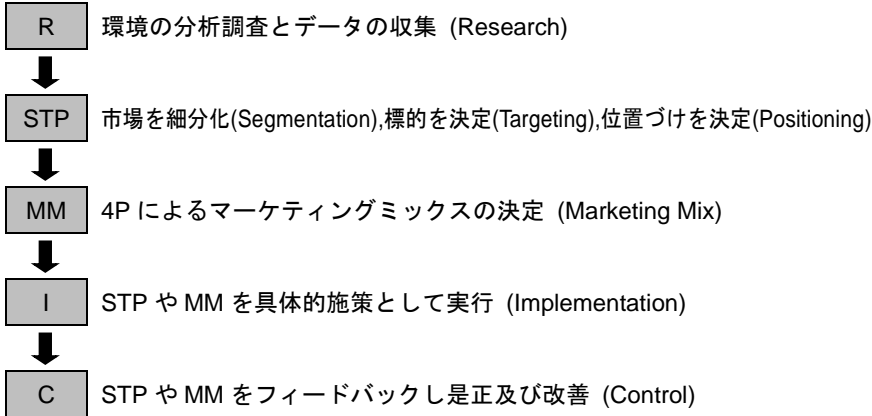 R 環境の分析調査とデータの収集 (Research)
STP 市場を細分化(Segmentation),標的を決定(Targeting),位置づけを決定(Positioning)
MM 4P によるマーケティングミックスの決定 (Marketing Mix)
I STP や MM を具体的施策として実行 (Implementation)
C STP や MM をフィードバックし是正及び改善 (Control)